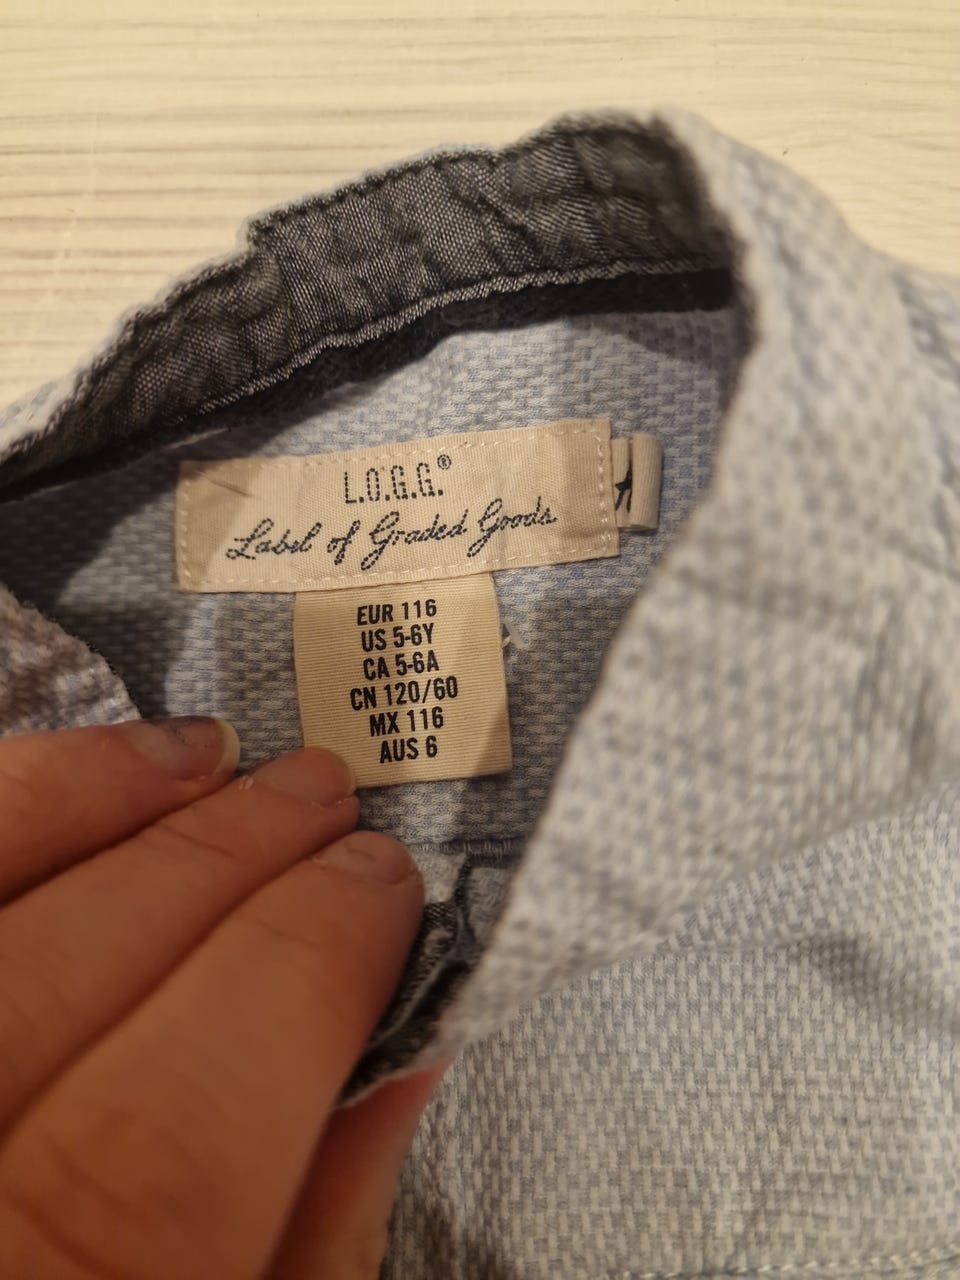 L.O.G.G.®
Label of Graded Goods
EUR 116
US 5-6Y
CA 5-6A
CN 120/60
MX 116
AUS 6